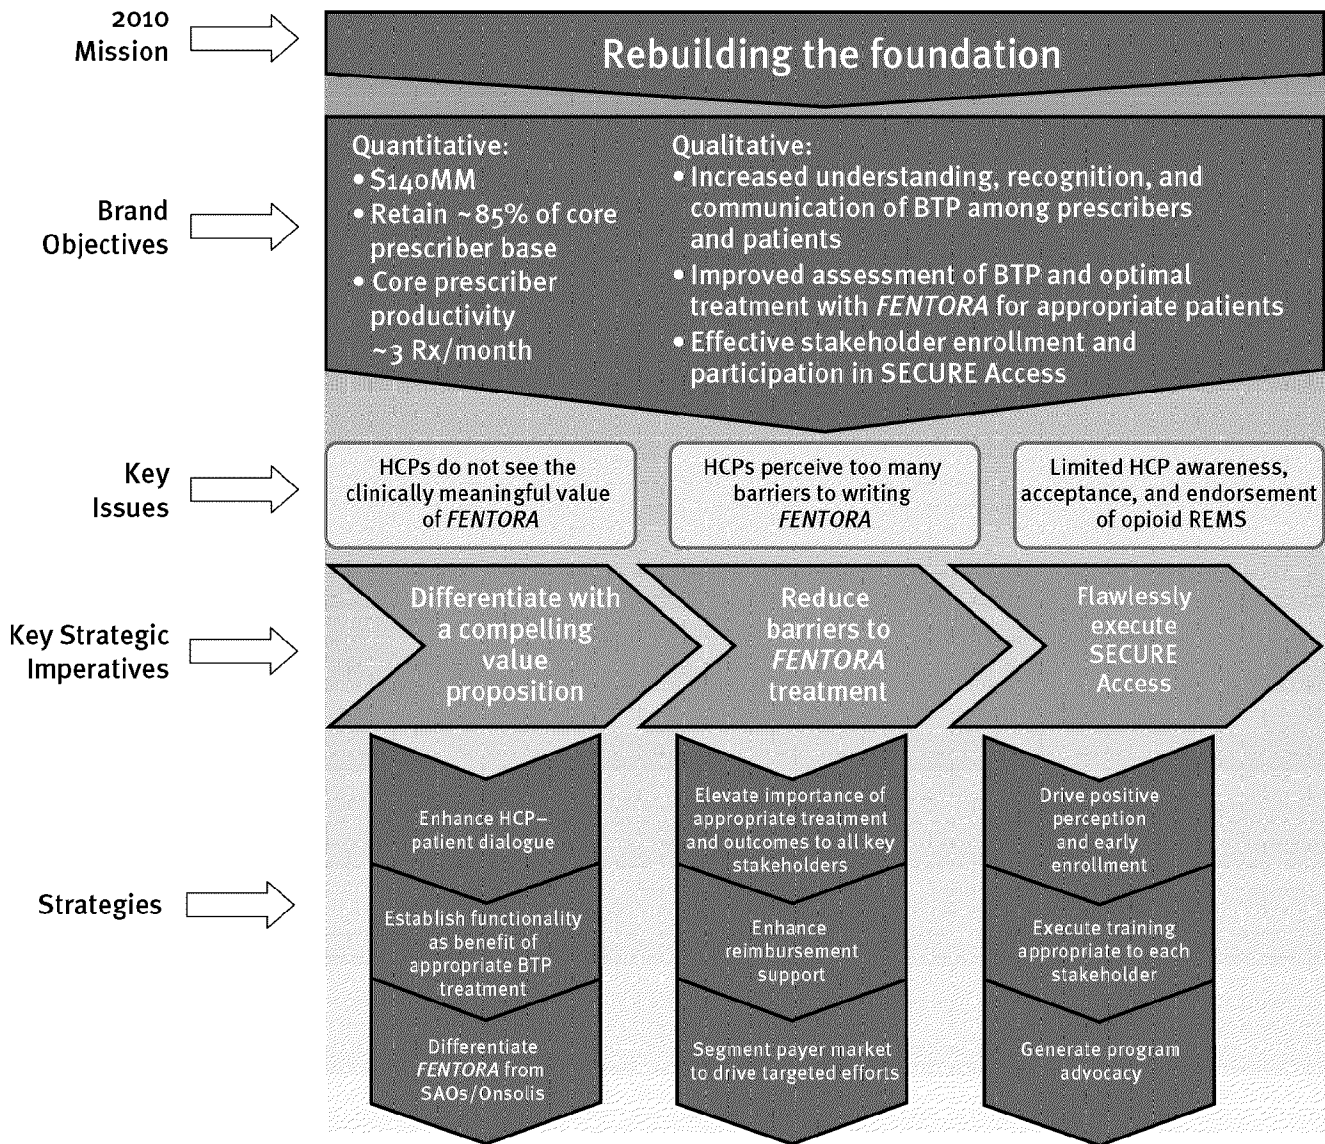 2010
Mission
Rebuilding the foundation
Brand
Objectives
Quantitative:
• S140MM
• Retain ~85% of core
prescriber base
• Core prescriber
productivity
~3 Rx/month
Qualitative:
• Increased understanding, recognition, and
communication of BTP among prescribers
and patients
• Improved assessment of BTP and optimal
treatment with FENTORA for appropriate patients
• Effective stakeholder enrollment and
participation in SECURE Access
Key
Issues
HCPs do not see the
clinically meaningful value
of FENTORA
HCPs perceive too many
barriers to writing
FENTORA
Limited HCP awareness,
acceptance, and endorsement
of opioid REMS
Key Strategic
Imperatives
Differentiate with
a compelling
value
proposition
Reduce
barriers to
FENTORA
treatment
Flawlessly
execute
SECURE
Access
Strategies
Enhance HCP–
patient dialogue
Establish functionality
as benefit of
appropriate BTP
treatment
Differentiate
FENTORA from
SAOs/Onsolis
Elevate importance of
appropriate treatment
and outcomes to all key
stakeholders
Enhance
reimbursement
support
Segment payer market
to drive targeted efforts
Drive positive
perception
and early
enrollment
Execute training
appropriate to each
stakeholder
Generate program
advocacy